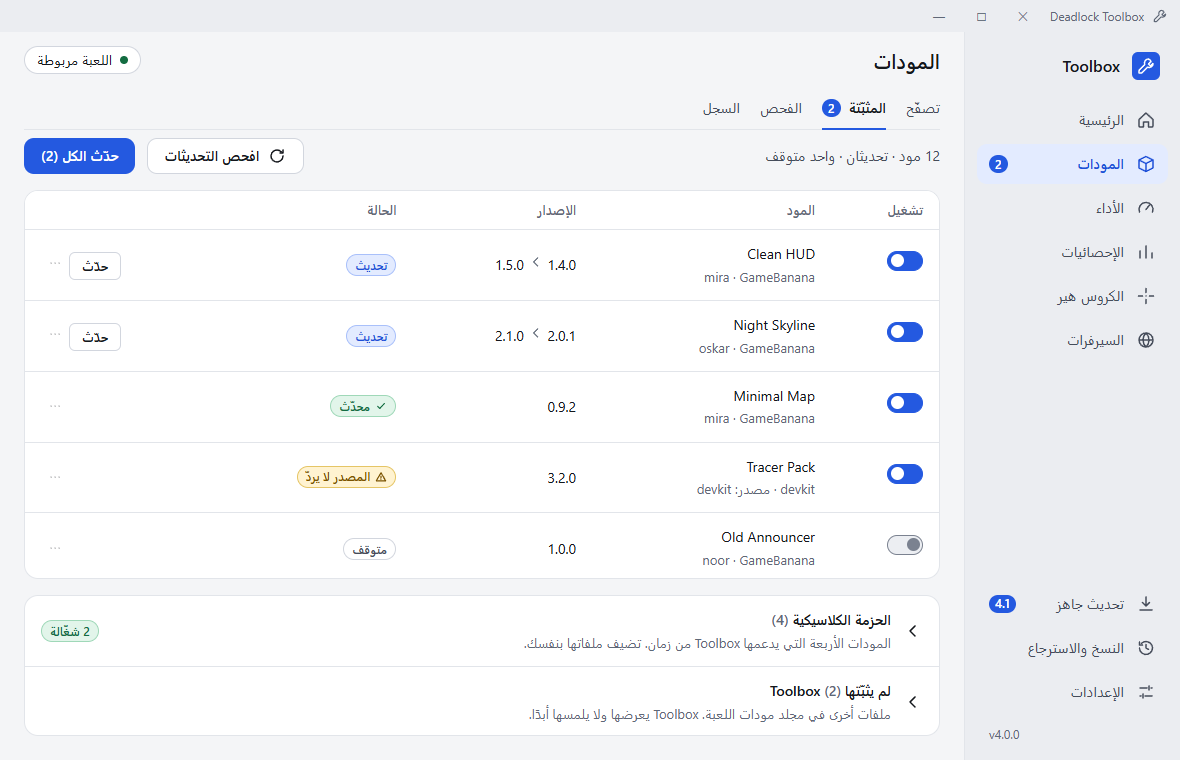 Deadlock Toolbox
Toolbox
الرئيسية
المودات 2
الأداء
الإحصائيات
الكروس هير
السيرفرات
تحديث جاهز 4.1
النسخ والاسترجاع
الإعدادات
v4.0.0
المودات
اللعبة مربوطة
تصفّح المثبّتة 2 الفحص السجل
12 مود · تحديثان · واحد متوقف
افحص التحديثات
حدّث الكل (2)
تشغيل المود الإصدار الحالة
Clean HUD
mira · GameBanana
1.4.0 > 1.5.0
تحديث
حدّث
...
Night Skyline
oskar · GameBanana
2.0.1 > 2.1.0
تحديث
حدّث
...
Minimal Map
mira · GameBanana
0.9.2
محدّث
...
Tracer Pack
devkit · مصدر: devkit
3.2.0
المصدر لا يردّ
...
Old Announcer
noor · GameBanana
1.0.0
متوقف
...
الحزمة الكلاسيكية (4)
المودات الأربعة التي يدعمها Toolbox من زمان. تضيف ملفاتها بنفسك.
2 شغّالة
لم يثبّتها Toolbox (2)
ملفات أخرى في مجلد مودات اللعبة. Toolbox يعرضها ولا يلمسها أبدًا.